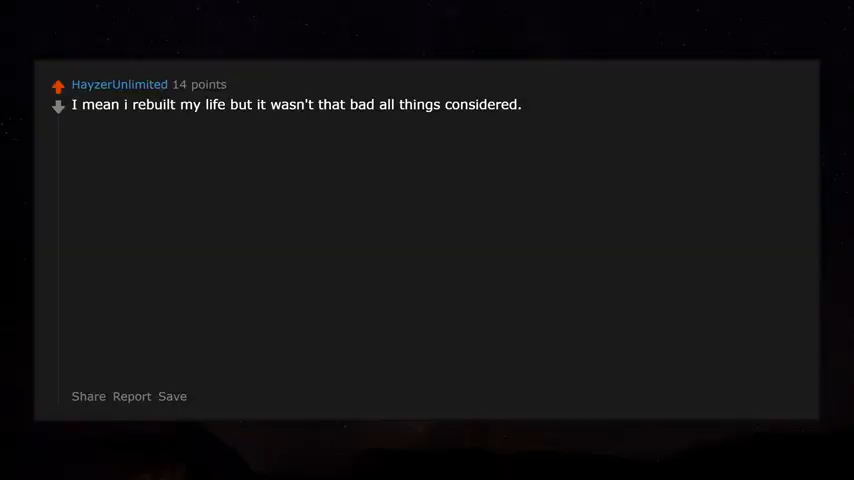 HayzerUnlimited 14 points
I mean i rebuilt my life but it wasn't that bad all things considered.
Share Report Save